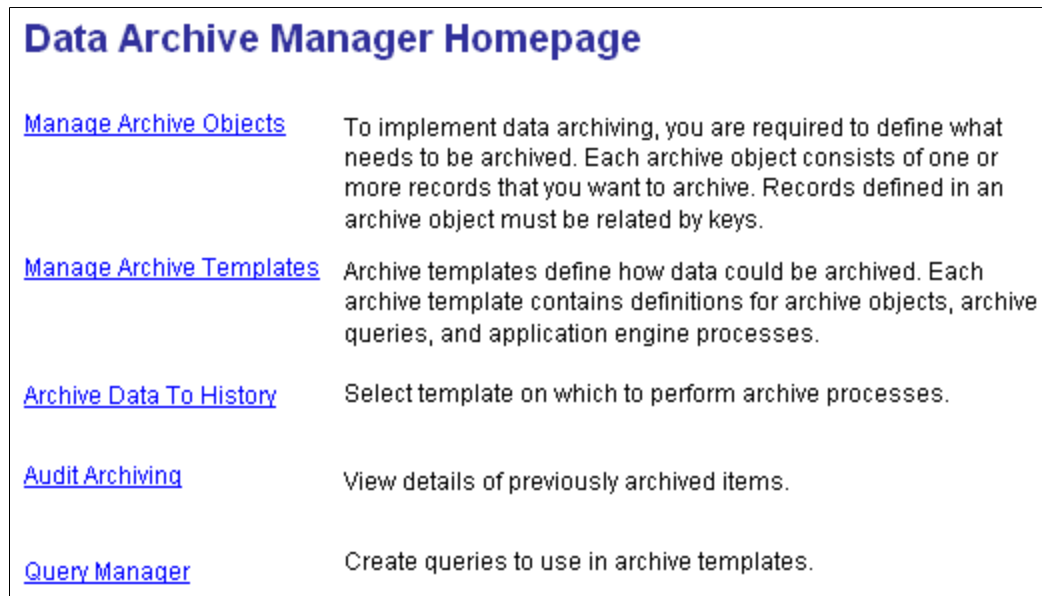 Data Archive Manager Homepage
Manage Archive Objects
To implement data archiving, you are required to define what
needs to be archived. Each archive object consists of one or
more records that you want to archive. Records defined in an
archive object must be related by keys.
Manage Archive Templates
Archive templates define how data could be archived. Each
archive template contains definitions for archive objects, archive
queries, and application engine processes.
Archive Data To History
Select template on which to perform archive processes.
Audit Archiving
View details of previously archived items.
Query Manager
Create queries to use in archive templates.